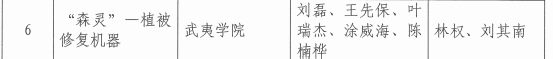 6
“森灵”—植被
修复机器
武夷学院
刘磊、王先保、叶
瑞杰、涂威海、陈
楠桦
林权、刘其南